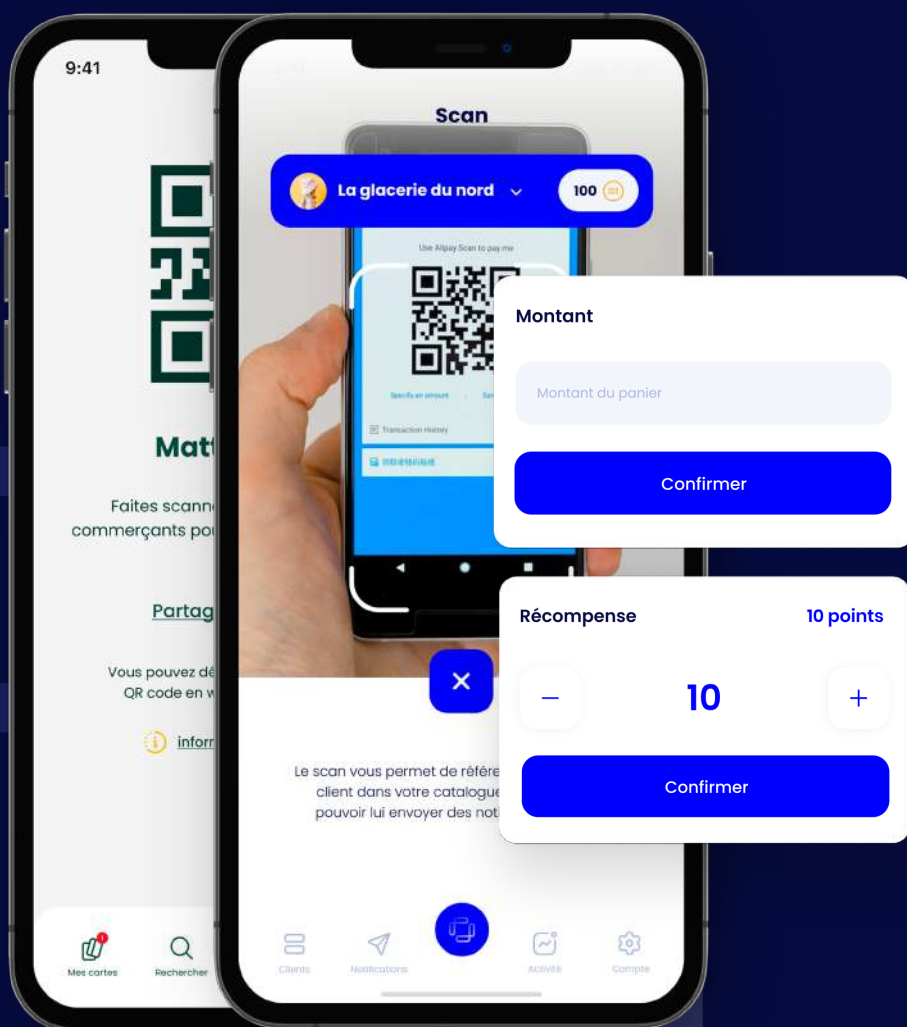 9:41
Matt
Faites scann
commerçants pou
Partag
Vous pouvez dé
QR code en w
inform
Mes cartes
Rechercher
Scan
La glacerie du nord
100
Use Alipay Scan to pay me
Specify an amount
Transaction History
Le scan vous permet de référe
client dans votre catalogue
pouvoir lui envoyer des noti
Clients
Notifications
Activité
Compte
Montant
Montant du panier
Confirmer
Récompense
10 points
10
Confirmer